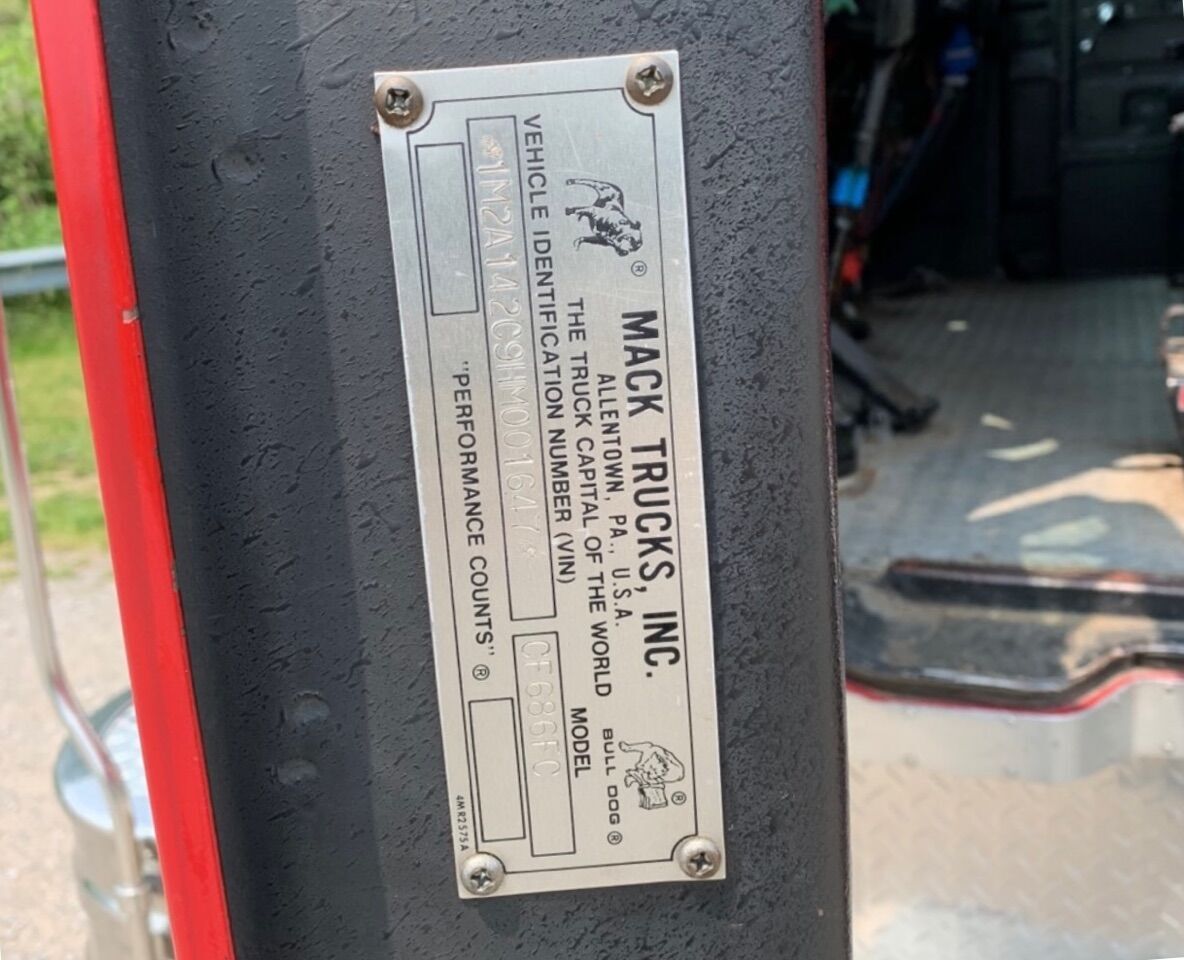 ®
MACK TRUCKS, INC.
ALLENTOWN, PA., U.S.A.
THE TRUCK CAPITAL OF THE WORLD
BULL DOG ®
®
VEHICLE IDENTIFICATION NUMBER (VIN)
MODEL
*1M2A142C9HM001647*
CF686FC
"PERFORMANCE COUNTS" ®
4MR2575A